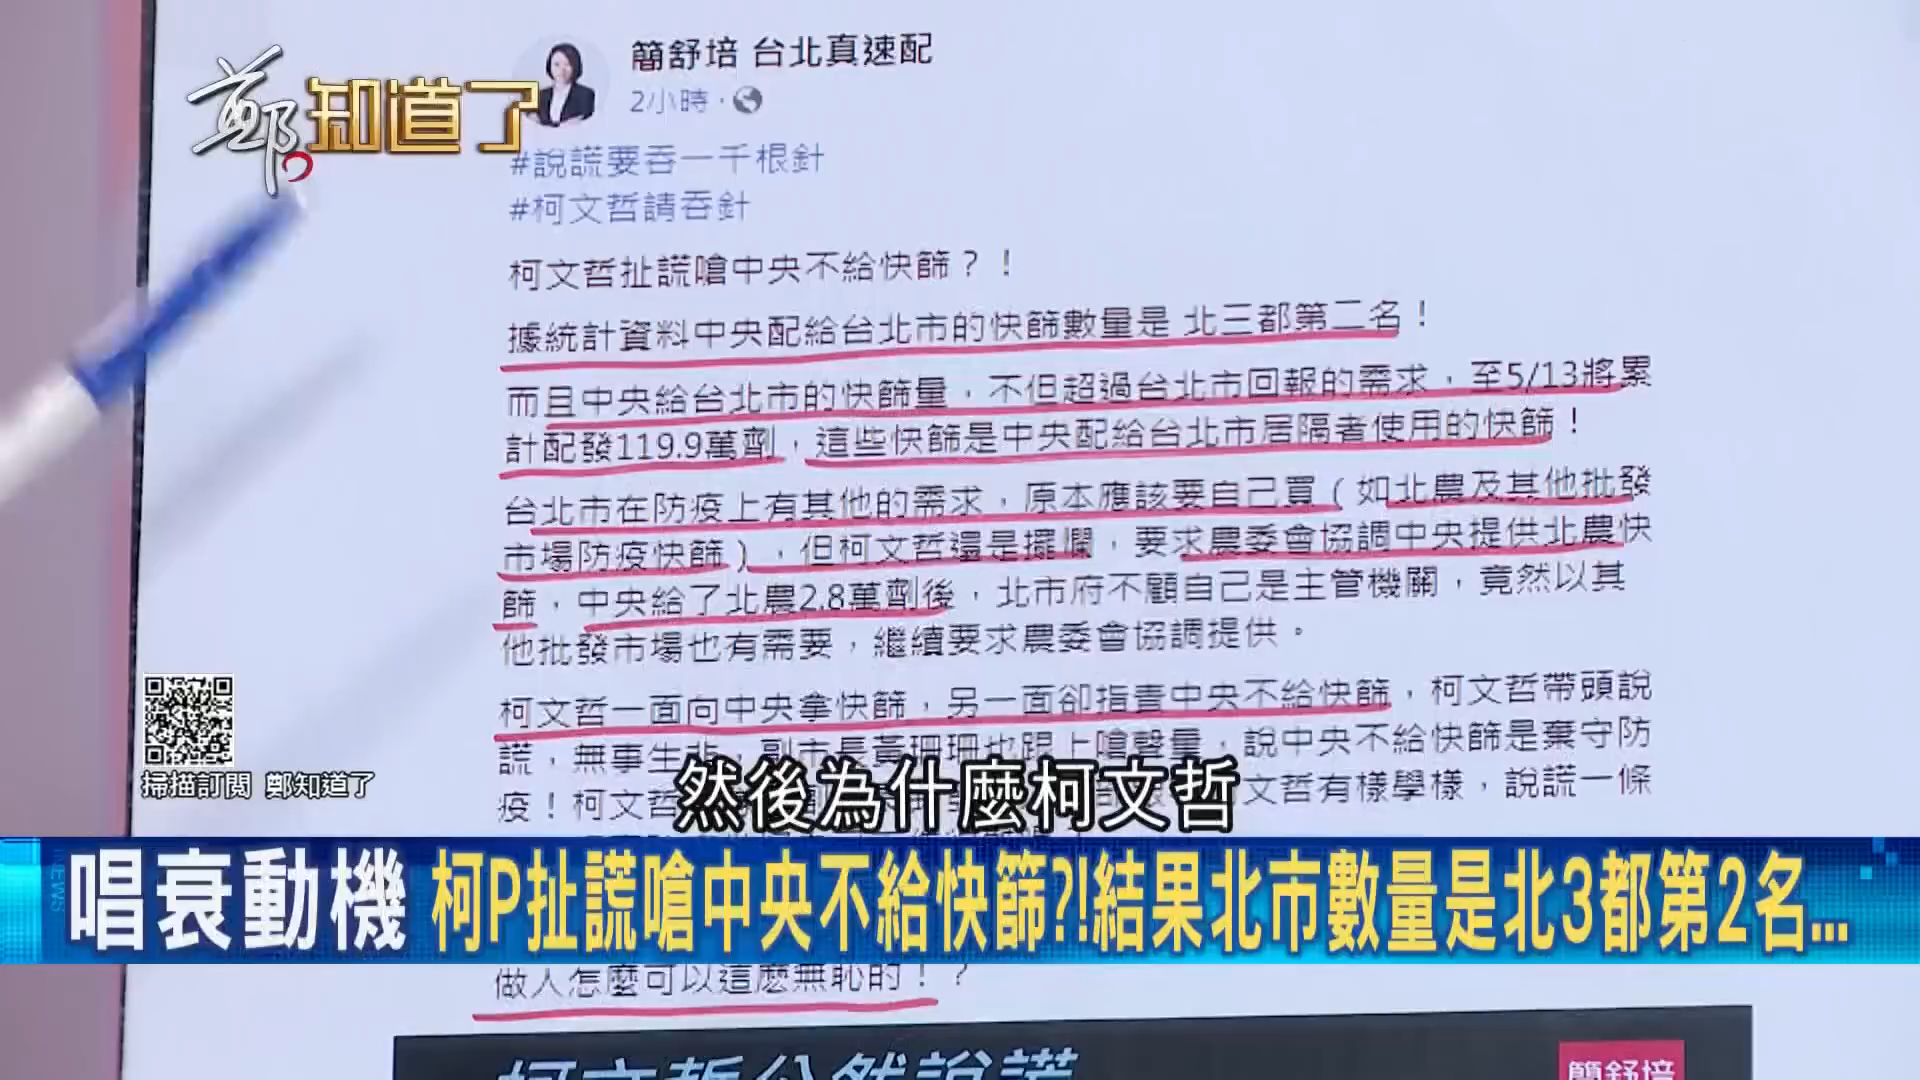 簡舒培 台北真速配
2小時
鄭知道了
#說謊要吞一千根針
#柯文哲請吞針
柯文哲扯謊嗆中央不給快篩？！
據統計資料中央配給台北市的快篩數量是 北三都第二名！
而且中央給台北市的快篩量，不但超過台北市回報的需求，至5/13將累
計配發119.9萬劑，這些快篩是中央配給台北市居隔者使用的快篩！
台北市在防疫上有其他的需求，原本應該要自己買（如北農及其他批發
市場防疫快篩），但柯文哲還是擺爛，要求農委會協調中央提供北農快
篩，中央給了北農2.8萬劑後，北市府不顧自己是主管機關，竟然以其
他批發市場也有需要，繼續要求農委會協調提供。
柯文哲一面向中央拿快篩，另一面卻指責中央不給快篩，柯文哲帶頭說
謊，無事生非，副市長黃珊珊也跟上嗆聲量，說中央不給快篩是棄守防
疫！柯文哲 柯文哲有樣學樣，說謊一條
掃描訂閱 鄭知道了
然後為什麼柯文哲
NEWS
唱衰動機 柯P扯謊嗆中央不給快篩?!結果北市數量是北3都第2名...
做人怎麼可以這麼無恥的！？
柯文哲公然說謊
簡舒培